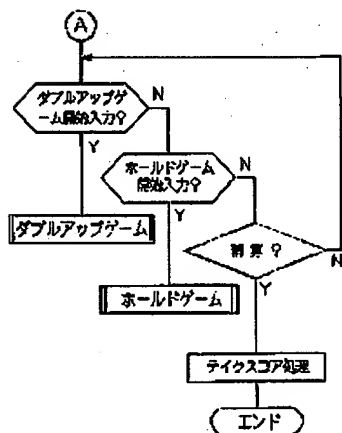 A
ダブルアップゲ
ーム開始入力？
N
Y
ホールドゲーム
開始入力？
N
Y
ダブルアップゲーム
精算？
N
Y
ホールドゲーム
テイクスコア処理
エンド